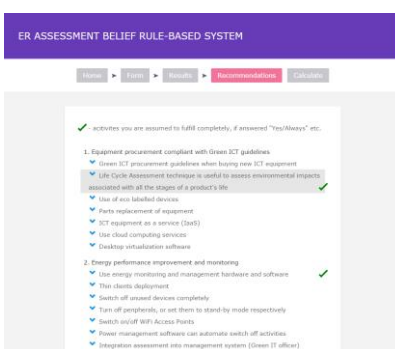 ER ASSESSMENT BELIEF RULE-BASED SYSTEM
Home Form Results Recommendations Calculate
- acitivites you are assumed to fulfill completely, if answered "Yes/Always" etc.
1. Equipment procurement compliant with Green ICT guidelines
Green ICT procurement guidelines when buying new ICT equipment
Life Cycle Assessment technique is useful to assess environmental impacts
associated with all the stages of a product's life
Use of eco labelled devices
Parts replacement of equipment
ICT equipment as a service (IaaS)
Use cloud computing services
Desktop virtualization software
2. Energy performance improvement and monitoring
Use energy monitoring and management hardware and software
Thin clients deployment
Switch off unused devices completely
Turn off peripherals, or set them to stand-by mode respectively
Switch on/off WiFi Access Points
Power management software can automate switch off activities
Integration assessment into management system (Green IT officer)